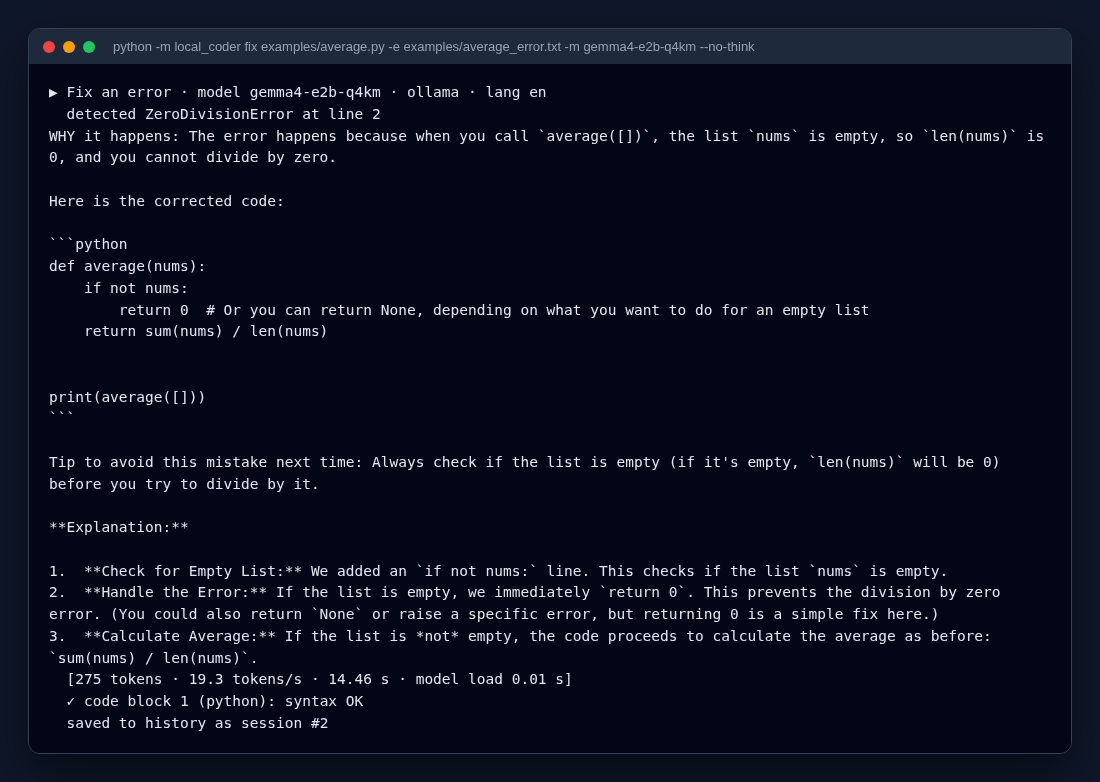 python -m local_coder fix examples/average.py -e examples/average_error.txt -m gemma4-e2b-q4km --no-think
▶ Fix an error · model gemma4-e2b-q4km · ollama · lang en
  detected ZeroDivisionError at line 2
WHY it happens: The error happens because when you call `average([])`, the list `nums` is empty, so `len(nums)` is
0, and you cannot divide by zero.

Here is the corrected code:

```python
def average(nums):
    if not nums:
        return 0  # Or you can return None, depending on what you want to do for an empty list
    return sum(nums) / len(nums)


print(average([]))
```

Tip to avoid this mistake next time: Always check if the list is empty (if it's empty, `len(nums)` will be 0)
before you try to divide by it.

**Explanation:**

1.  **Check for Empty List:** We added an `if not nums:` line. This checks if the list `nums` is empty.
2.  **Handle the Error:** If the list is empty, we immediately `return 0`. This prevents the division by zero
error. (You could also return `None` or raise a specific error, but returning 0 is a simple fix here.)
3.  **Calculate Average:** If the list is *not* empty, the code proceeds to calculate the average as before:
`sum(nums) / len(nums)`.
  [275 tokens · 19.3 tokens/s · 14.46 s · model load 0.01 s]
  ✓ code block 1 (python): syntax OK
  saved to history as session #2